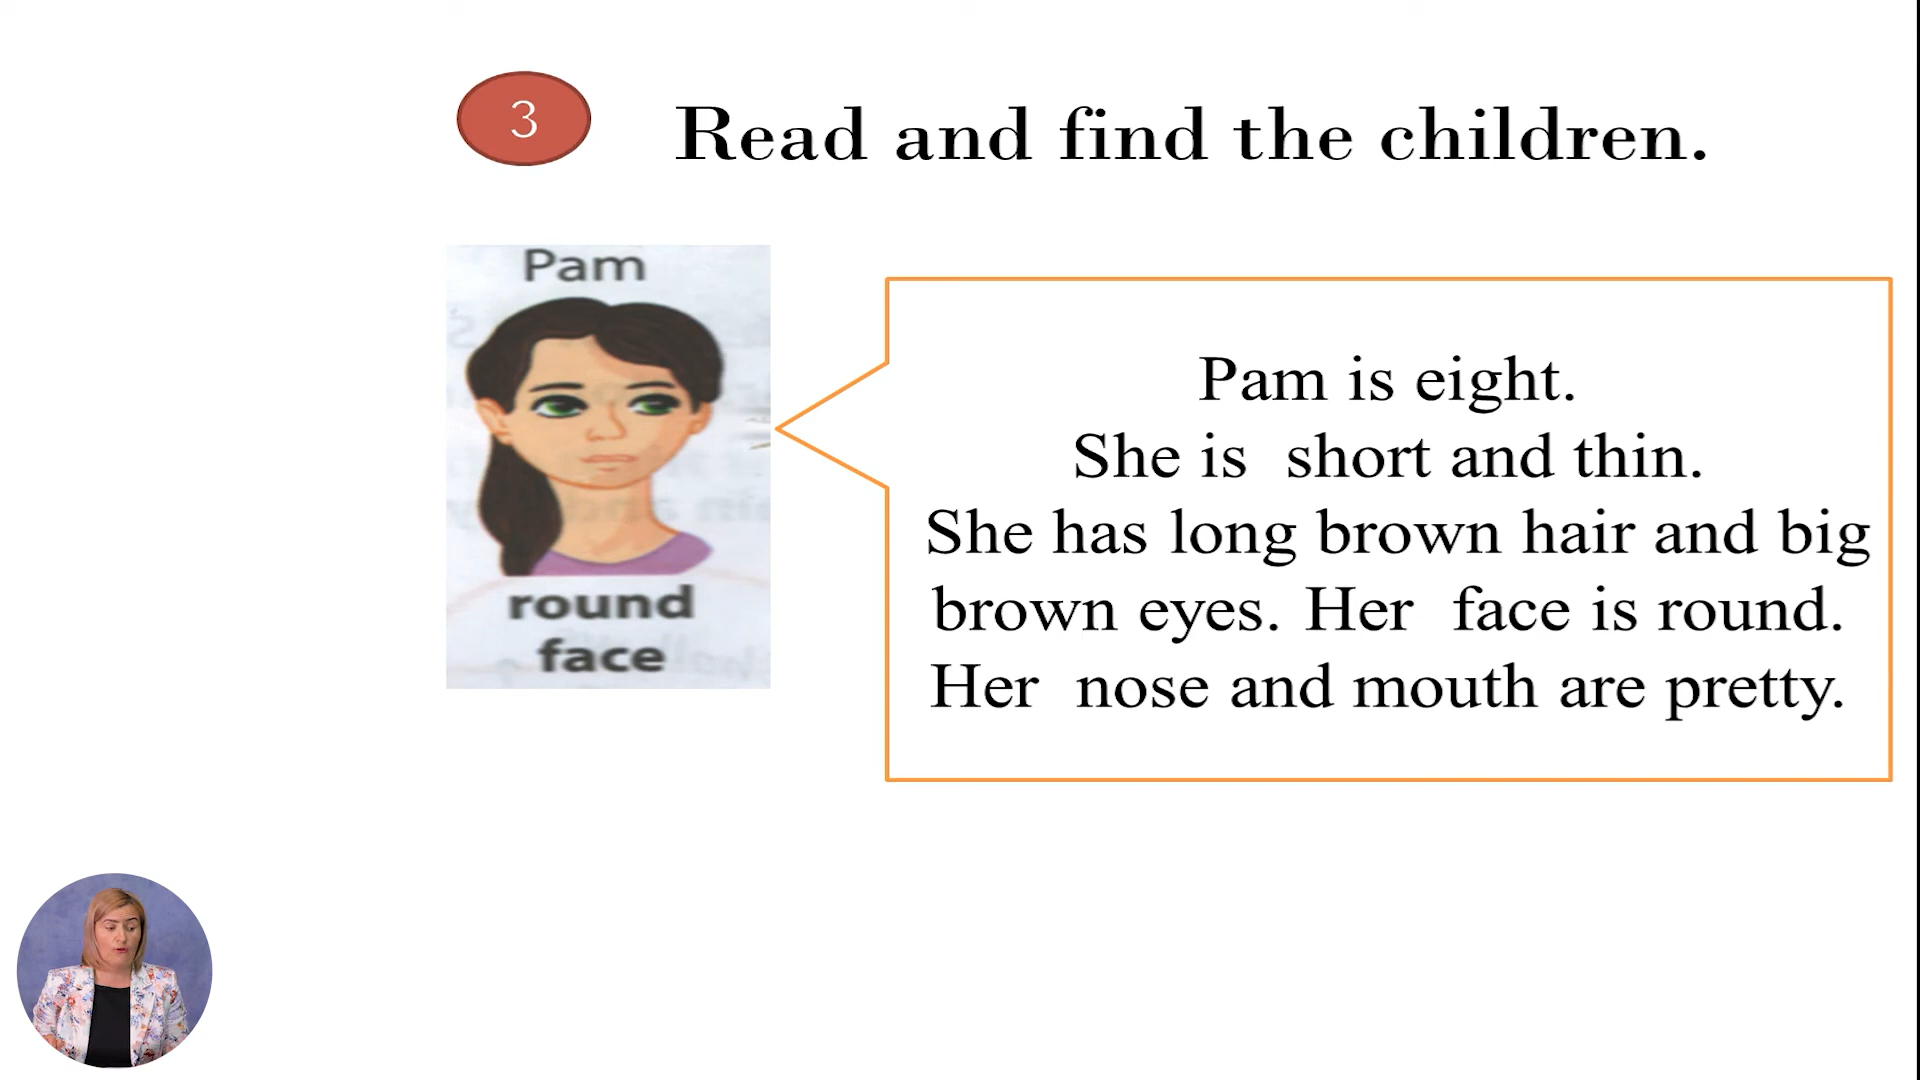 3
Read and find the children.
Pam
round
face
Pam is eight.
She is short and thin.
She has long brown hair and big
brown eyes. Her face is round.
Her nose and mouth are pretty.